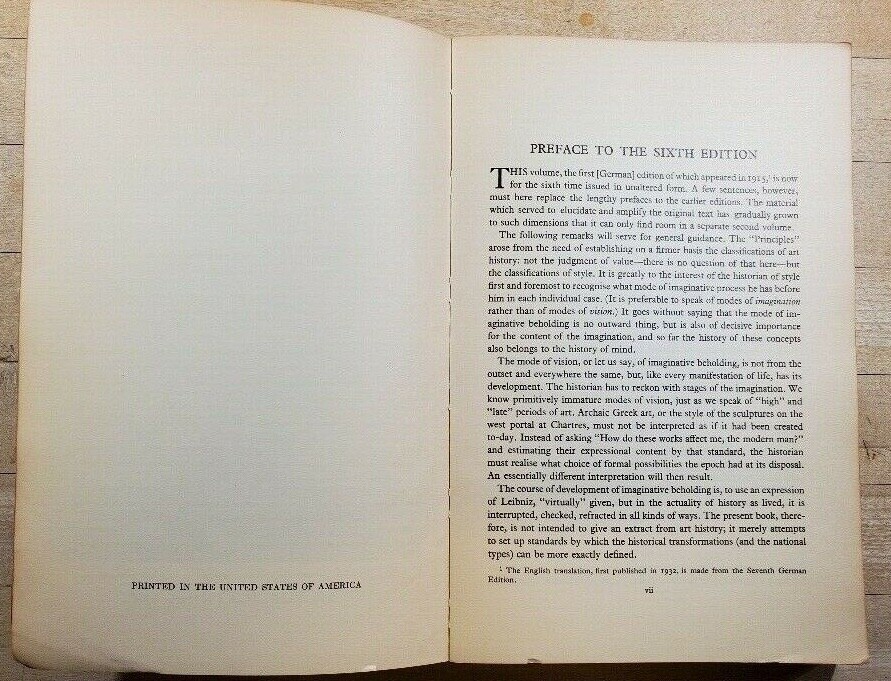 PRINTED IN THE UNITED STATES OF AMERICA
PREFACE TO THE SIXTH EDITION
THIS volume, the first [German] edition of which appeared in 1915,¹ is now
for the sixth time issued in unaltered form. A few sentences, however,
must here replace the lengthy prefaces to the earlier editions. The material
which served to elucidate and amplify the original text has gradually grown
to such dimensions that it can only find room in a separate second volume.
The following remarks will serve for general guidance. The "Principles"
arose from the need of establishing on a firmer basis the classifications of art
history: not the judgment of value—there is no question of that here—but
the classifications of style. It is greatly to the interest of the historian of style
first and foremost to recognise what mode of imaginative process he has before
him in each individual case. (It is preferable to speak of modes of imagination
rather than of modes of vision.) It goes without saying that the mode of im-
aginative beholding is no outward thing, but is also of decisive importance
for the content of the imagination, and so far the history of these concepts
also belongs to the history of mind.
The mode of vision, or let us say, of imaginative beholding, is not from the
outset and everywhere the same, but, like every manifestation of life, has its
development. The historian has to reckon with stages of the imagination. We
know primitively immature modes of vision, just as we speak of "high" and
"late" periods of art. Archaic Greek art, or the style of the sculptures on the
west portal at Chartres, must not be interpreted as if it had been created
to-day. Instead of asking "How do these works affect me, the modern man?"
and estimating their expressional content by that standard, the historian
must realise what choice of formal possibilities the epoch had at its disposal.
An essentially different interpretation will then result.
The course of development of imaginative beholding is, to use an expression
of Leibniz, "virtually" given, but in the actuality of history as lived, it is
interrupted, checked, refracted in all kinds of ways. The present book, there-
fore, is not intended to give an extract from art history; it merely attempts
to set up standards by which the historical transformations (and the national
types) can be more exactly defined.
¹ The English translation, first published in 1932, is made from the Seventh German
Edition.
vii